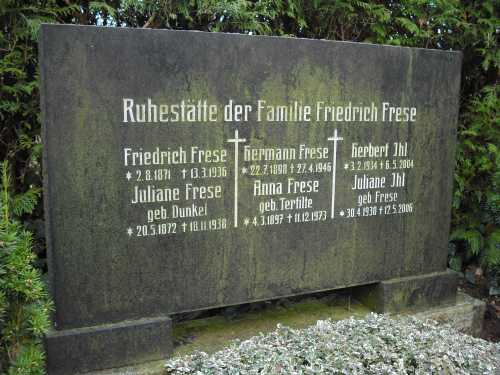 Ruhestätte der Familie Friedrich Frese
Friedrich Frese
* 2.8.1871 † 13.3.1936
Juliane Frese
geb. Dunkel
* 20.5.1872 † 18.11.1938
Hermann Frese
* 22.7.1898 † 27.4.1946
Anna Frese
geb. Terfilte
* 4.3.1897 † 11.12.1973
Herbert Ihl
* 3.2.1934 † 6.5.2004
Juliane Ihl
geb Frese
* 30.4.1930 † 12.5.2006